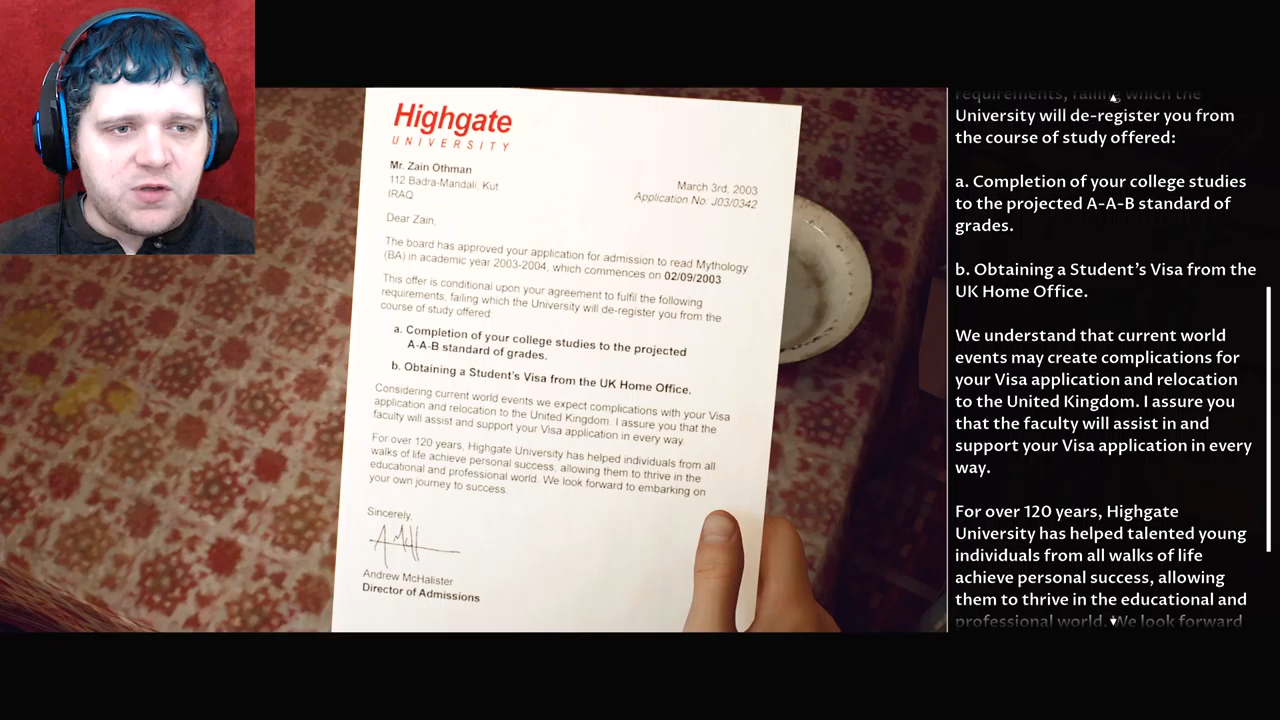 Highgate
UNIVERSITY
Mr. Zain Othman
112 Badra-Mandali, Kut
IRAQ
March 3rd, 2003
Application No: J03/0342
Dear Zain,
The board has approved your application for admission to read Mythology
(BA) in academic year 2003-2004, which commences on 02/09/2003.
This offer is conditional upon your agreement to fulfil the following
requirements, failing which the University will de-register you from the
course of study offered:
a. Completion of your college studies to the projected
A-A-B standard of grades.
b. Obtaining a Student's Visa from the UK Home Office.
Considering current world events we expect complications with your Visa
application and relocation to the United Kingdom. I assure you that the
faculty will assist and support your Visa application in every way.
For over 120 years, Highgate University has helped individuals from all
walks of life achieve personal success, allowing them to thrive in the
educational and professional world. We look forward to embarking on
your own journey to success.
Sincerely,
Andrew McHalister
Director of Admissions
requirements, failing which the
University will de-register you from
the course of study offered:
a. Completion of your college studies
to the projected A-A-B standard of
grades.
b. Obtaining a Student's Visa from the
UK Home Office.
We understand that current world
events may create complications for
your Visa application and relocation
to the United Kingdom. I assure you
that the faculty will assist in and
support your Visa application in every
way.
For over 120 years, Highgate
University has helped talented young
individuals from all walks of life
achieve personal success, allowing
them to thrive in the educational and
professional world. We look forward